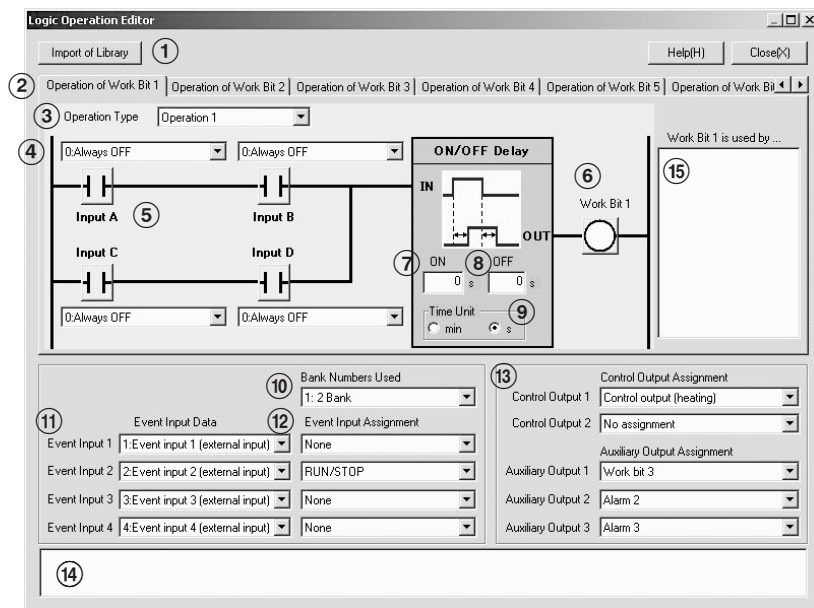 Logic Operation Editor
Import of Library ① Help(H) Close(X)
② Operation of Work Bit 1 Operation of Work Bit 2 Operation of Work Bit 3 Operation of Work Bit 4 Operation of Work Bit 5 Operation of Work Bit
③ Operation Type Operation 1
Work Bit 1 is used by ...
④ 0:Always OFF 0:Always OFF ON/OFF Delay
⑥ ⑮
IN
Work Bit 1
Input A ⑤ Input B
OUT
Input C Input D ⑦ ON ⑧ OFF
0 s 0 s
0:Always OFF 0:Always OFF Time Unit ⑨
min s
⑩ Bank Numbers Used ⑬ Control Output Assignment
1: 2 Bank Control Output 1 Control output (heating)
⑪ Event Input Data ⑫ Event Input Assignment Control Output 2 No assignment
Event Input 1 1:Event input 1 (external input) None
Auxiliary Output Assignment
Event Input 2 2:Event input 2 (external input) RUN/STOP Auxiliary Output 1 Work bit 3
Event Input 3 3:Event input 3 (external input) None Auxiliary Output 2 Alarm 2
Event Input 4 4:Event input 4 (external input) None Auxiliary Output 3 Alarm 3
⑭